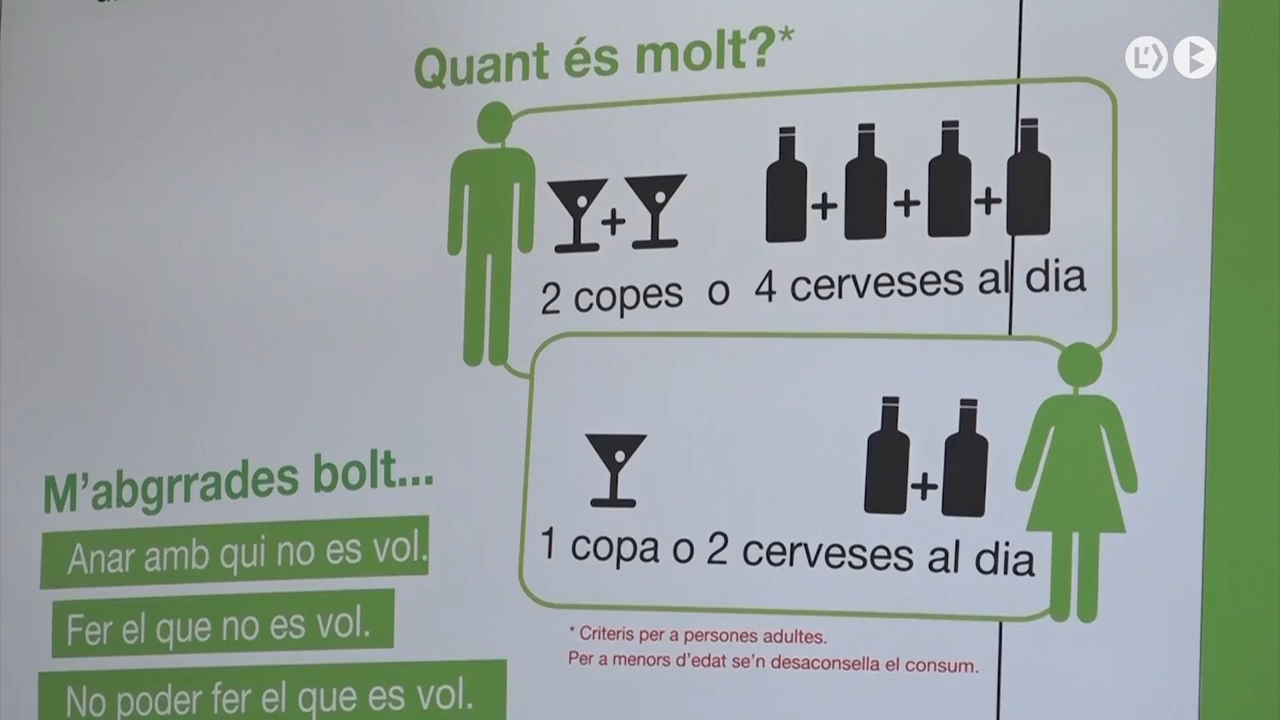 Quant és molt?*
2 copes o 4 cerveses al dia
1 copa o 2 cerveses al dia
* Criteris per a persones adultes.
Per a menors d'edat se'n desaconsella el consum.
M'abgrrades bolt...
Anar amb qui no es vol.
Fer el que no es vol.
No poder fer el que es vol.